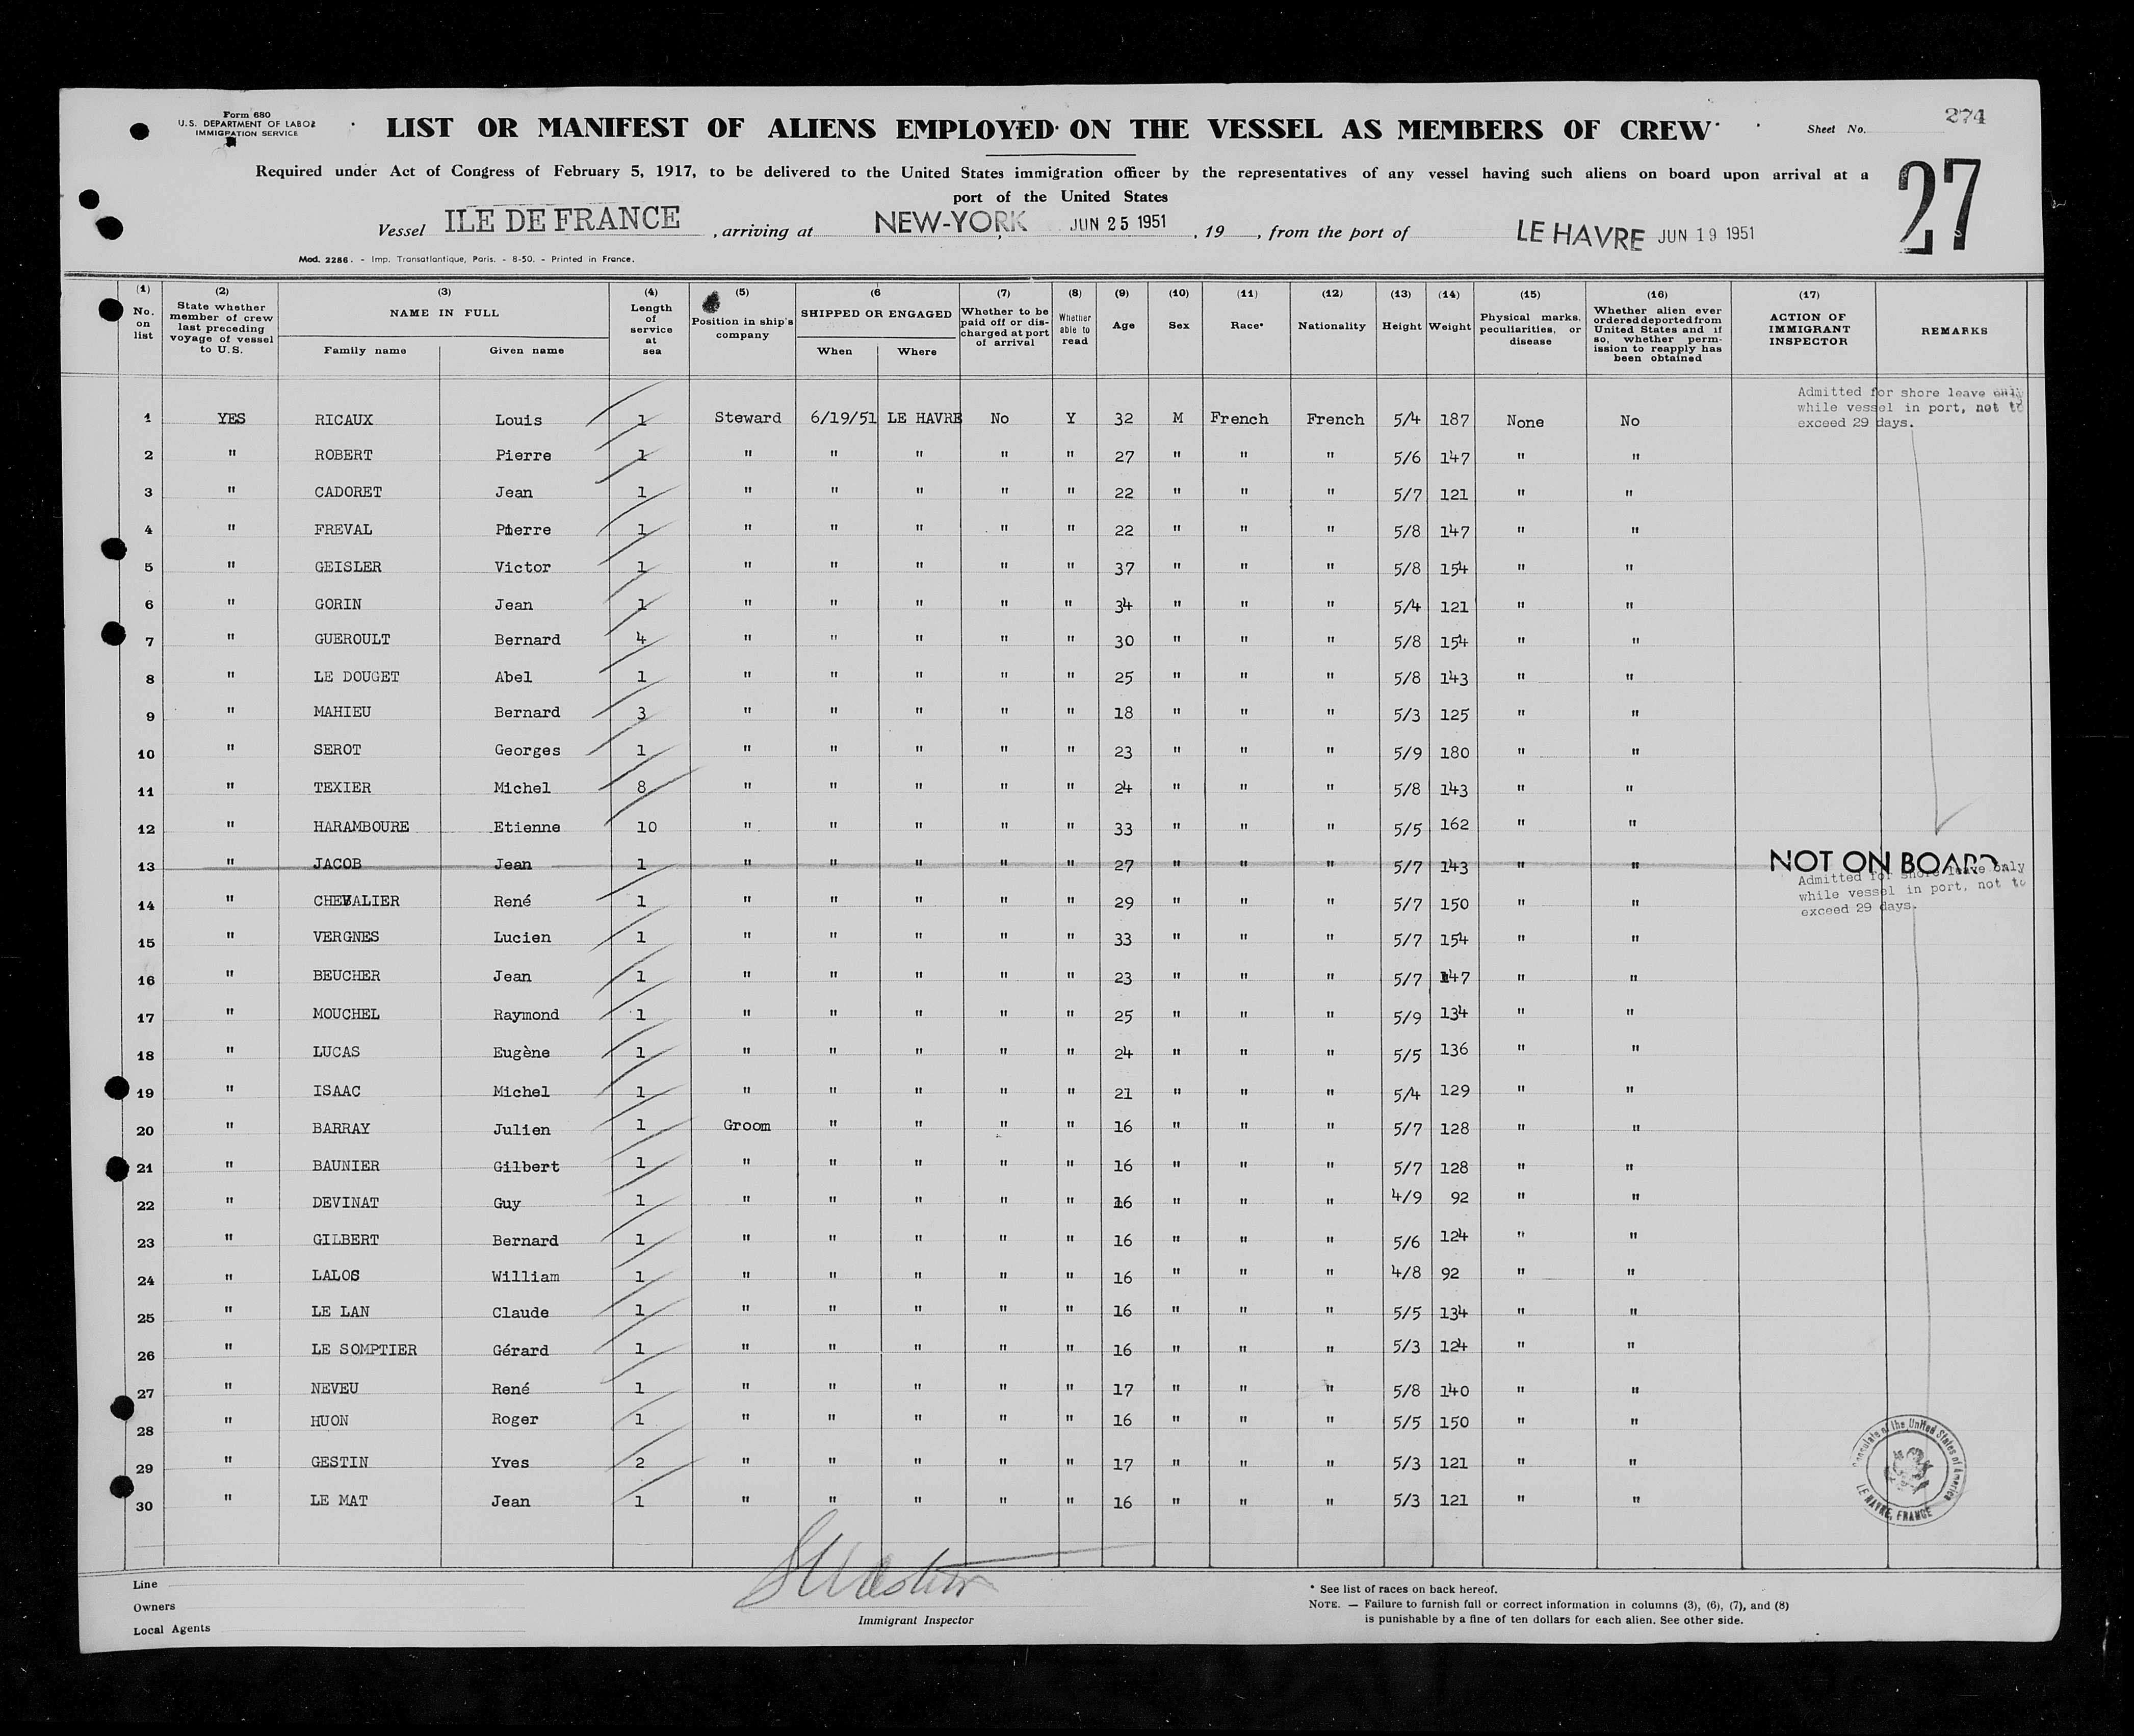 Form 680
U.S. DEPARTMENT OF LABOR
IMMIGRATION SERVICE
LIST OR MANIFEST OF ALIENS EMPLOYED ON THE VESSEL AS MEMBERS OF CREW
Sheet No. 274
27
Required under Act of Congress of February 5, 1917, to be delivered to the United States immigration officer by the representatives of any vessel having such aliens on board upon arrival at a
port of the United States
Vessel ILE DE FRANCE , arriving at NEW-YORK JUN 25 1951 , 19 , from the port of LE HAVRE JUN 19 1951
Mod. 2286. - Imp. Transatlantique, Paris. - 8-50. - Printed in France.
(1) No. on list
(2) State whether member of crew last preceding voyage of vessel to U.S.
(3) NAME IN FULL
Family name Given name
(4) Length of service at sea
(5) Position in ship's company
(6 SHIPPED OR ENGAGED
When Where
(7) Whether to be paid off or discharged at port of arrival
(8) Whether able to read
(9) Age
(10) Sex
(11) Race*
(12) Nationality
(13) Height
(14) Weight
(15) Physical marks, peculiarities, or disease
(16) Whether alien ever ordered deported from United States and if so, whether permission to reapply has been obtained
(17) ACTION OF IMMIGRANT INSPECTOR
REMARKS
Admitted for shore leave only
while vessel in port, not to
exceed 29 days.
1 YES RICAUX Louis 1 Steward 6/19/51 LE HAVRE No Y 32 M French French 5/4 187 None No
2 " ROBERT Pierre 1 " " " " " 27 " " " 5/6 147 " "
3 " CADORET Jean 1 " " " " " 22 " " " 5/7 121 " "
4 " FREVAL Pierre 1 " " " " " 22 " " " 5/8 147 " "
5 " GEISLER Victor 1 " " " " " 37 " " " 5/8 154 " "
6 " GORIN Jean 1 " " " " " 34 " " " 5/4 121 " "
7 " GUEROULT Bernard 4 " " " " " 30 " " " 5/8 154 " "
8 " LE DOUGET Abel 1 " " " " " 25 " " " 5/8 143 " "
9 " MAHIEU Bernard 3 " " " " " 18 " " " 5/3 125 " "
10 " SEROT Georges 1 " " " " " 23 " " " 5/9 180 " "
11 " TEXIER Michel 8 " " " " " 24 " " " 5/8 143 " "
12 " HARAMBOURE Etienne 10 " " " " " 33 " " " 5/5 162 " "
13 " JACOB Jean 1 " " " " " 27 " " " 5/7 143 " " NOT ON BOARD
Admitted for shore leave only
while vessel in port, not to
exceed 29 days.
14 " CHEVALIER René 1 " " " " " 29 " " " 5/7 150 " "
15 " VERGNES Lucien 1 " " " " " 33 " " " 5/7 154 " "
16 " BEUCHER Jean 1 " " " " " 23 " " " 5/7 147 " "
17 " MOUCHEL Raymond 1 " " " " " 25 " " " 5/9 134 " "
18 " LUCAS Eugène 1 " " " " " 24 " " " 5/5 136 " "
19 " ISAAC Michel 1 " " " " " 21 " " " 5/4 129 " "
20 " BARRAY Julien 1 Groom " " " " 16 " " " 5/7 128 " "
21 " BAUNIER Gilbert 1 " " " " " 16 " " " 5/7 128 " "
22 " DEVINAT Guy 1 " " " " " 16 " " " 4/9 92 " "
23 " GILBERT Bernard 1 " " " " " 16 " " " 5/6 124 " "
24 " LALOS William 1 " " " " " 16 " " " 4/8 92 " "
25 " LE LAN Claude 1 " " " " " 16 " " " 5/5 134 " "
26 " LE SOMPTIER Gérard 1 " " " " " 16 " " " 5/3 124 " "
27 " NEVEU René 1 " " " " " 17 " " " 5/8 140 " "
28 " HUON Roger 1 " " " " " 16 " " " 5/5 150 " "
29 " GESTIN Yves 2 " " " " " 17 " " " 5/3 121 " "
30 " LE MAT Jean 1 " " " " " 16 " " " 5/3 121 " "
Consulate of the United States of America
LE HAVRE, FRANCE
Line
Owners
Local Agents
Immigrant Inspector
* See list of races on back hereof.
NOTE. — Failure to furnish full or correct information in columns (3), (6), (7), and (8)
is punishable by a fine of ten dollars for each alien. See other side.